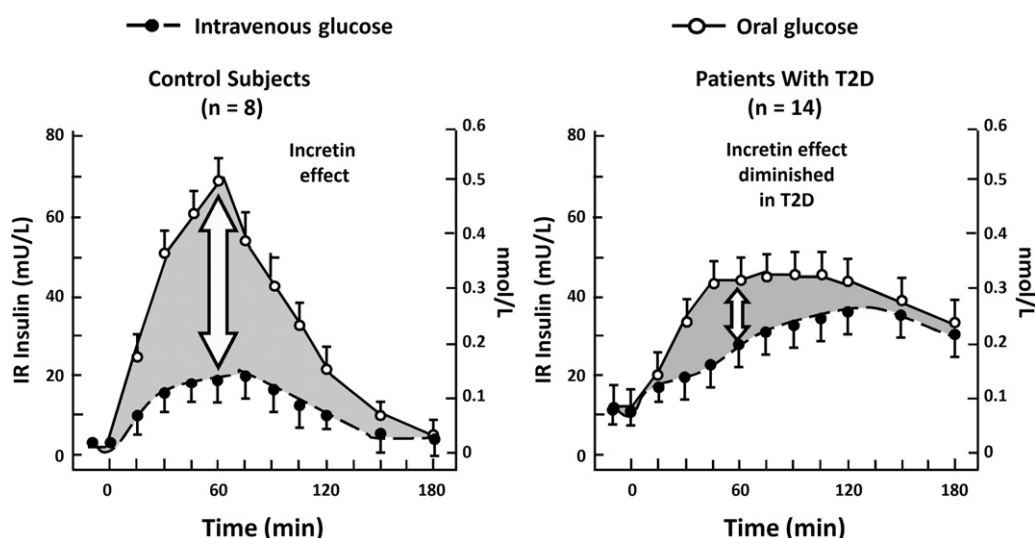 Intravenous glucose
Oral glucose
Control Subjects
(n = 8)
Incretin
effect
IR Insulin (mU/L)
80
60
40
20
0
nmol/L
0.6
0.5
0.4
0.3
0.2
0.1
0
0 60 120 180
Time (min)
Patients With T2D
(n = 14)
Incretin effect
diminished
in T2D
IR Insulin (mU/L)
80
60
40
20
0
nmol/L
0.6
0.5
0.4
0.3
0.2
0.1
0
0 60 120 180
Time (min)